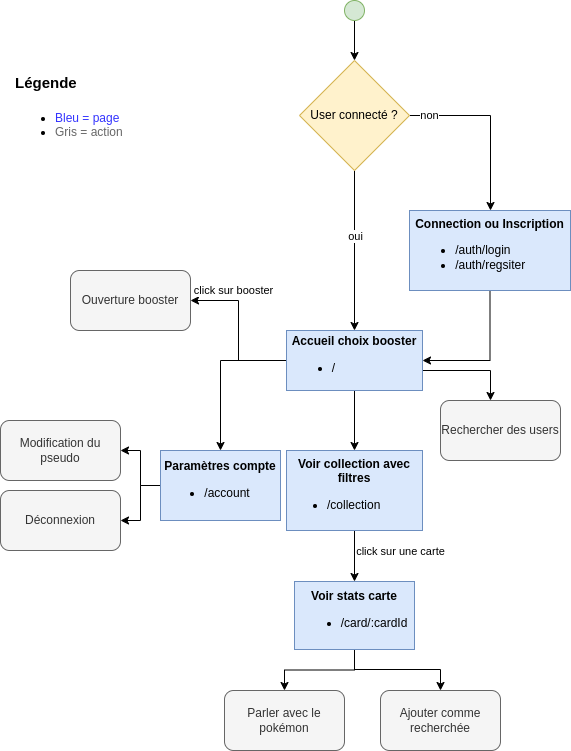 Légende
Bleu = page
Gris = action
User connecté ?
non
oui
Connection ou Inscription
/auth/login
/auth/regsiter
click sur booster
Ouverture booster
Accueil choix booster
/
Rechercher des users
Modification du
pseudo
Déconnexion
Paramètres compte
/account
Voir collection avec
filtres
/collection
click sur une carte
Voir stats carte
/card/:cardId
Parler avec le
pokémon
Ajouter comme
recherchée